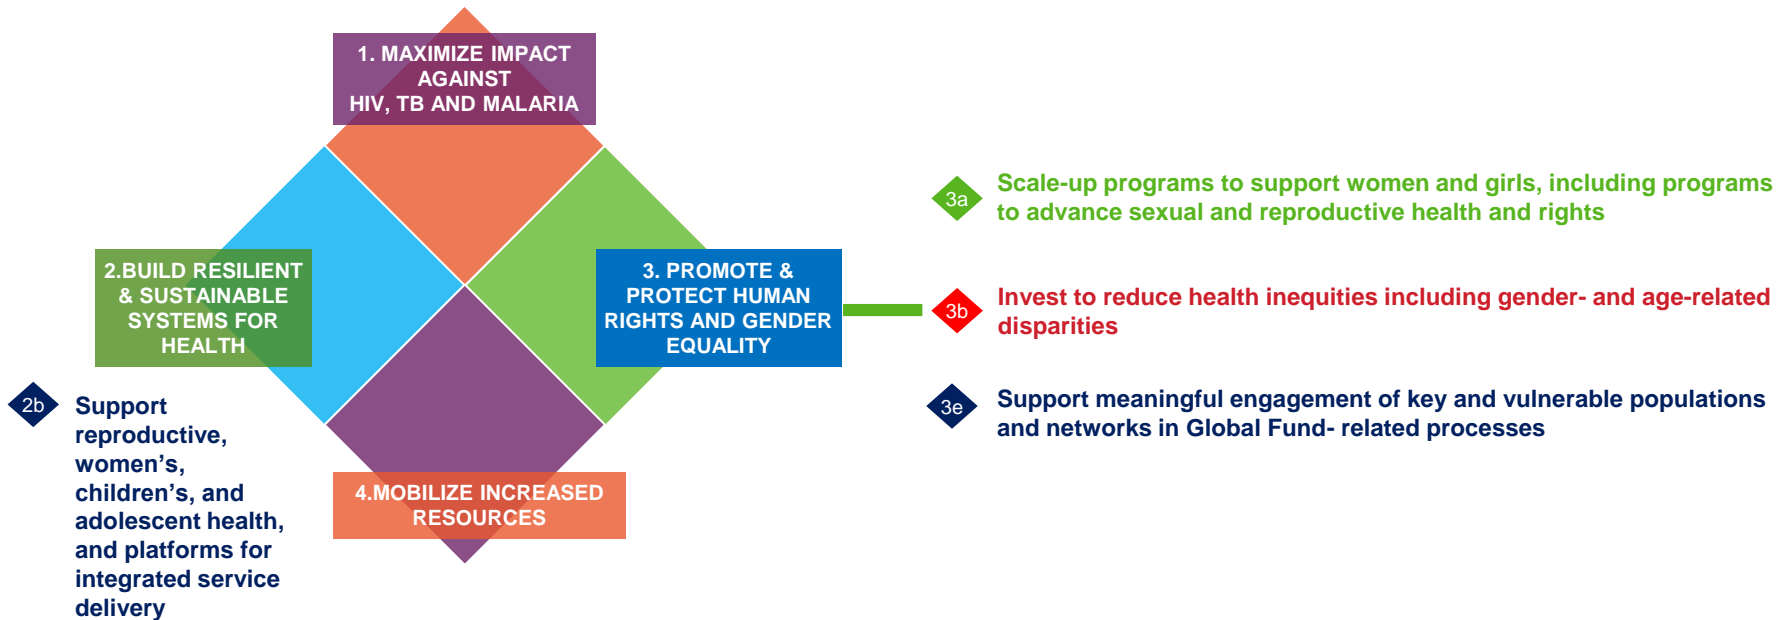 1. MAXIMIZE IMPACT
AGAINST
HIV, TB AND MALARIA
2.BUILD RESILIENT
& SUSTAINABLE
SYSTEMS FOR
HEALTH
3. PROMOTE &
PROTECT HUMAN
RIGHTS AND GENDER
EQUALITY
4.MOBILIZE INCREASED
RESOURCES
2b
Support
reproductive,
women’s,
children’s, and
adolescent health,
and platforms for
integrated service
delivery
3a
Scale-up programs to support women and girls, including programs
to advance sexual and reproductive health and rights
3b
Invest to reduce health inequities including gender- and age-related
disparities
3e
Support meaningful engagement of key and vulnerable populations
and networks in Global Fund- related processes